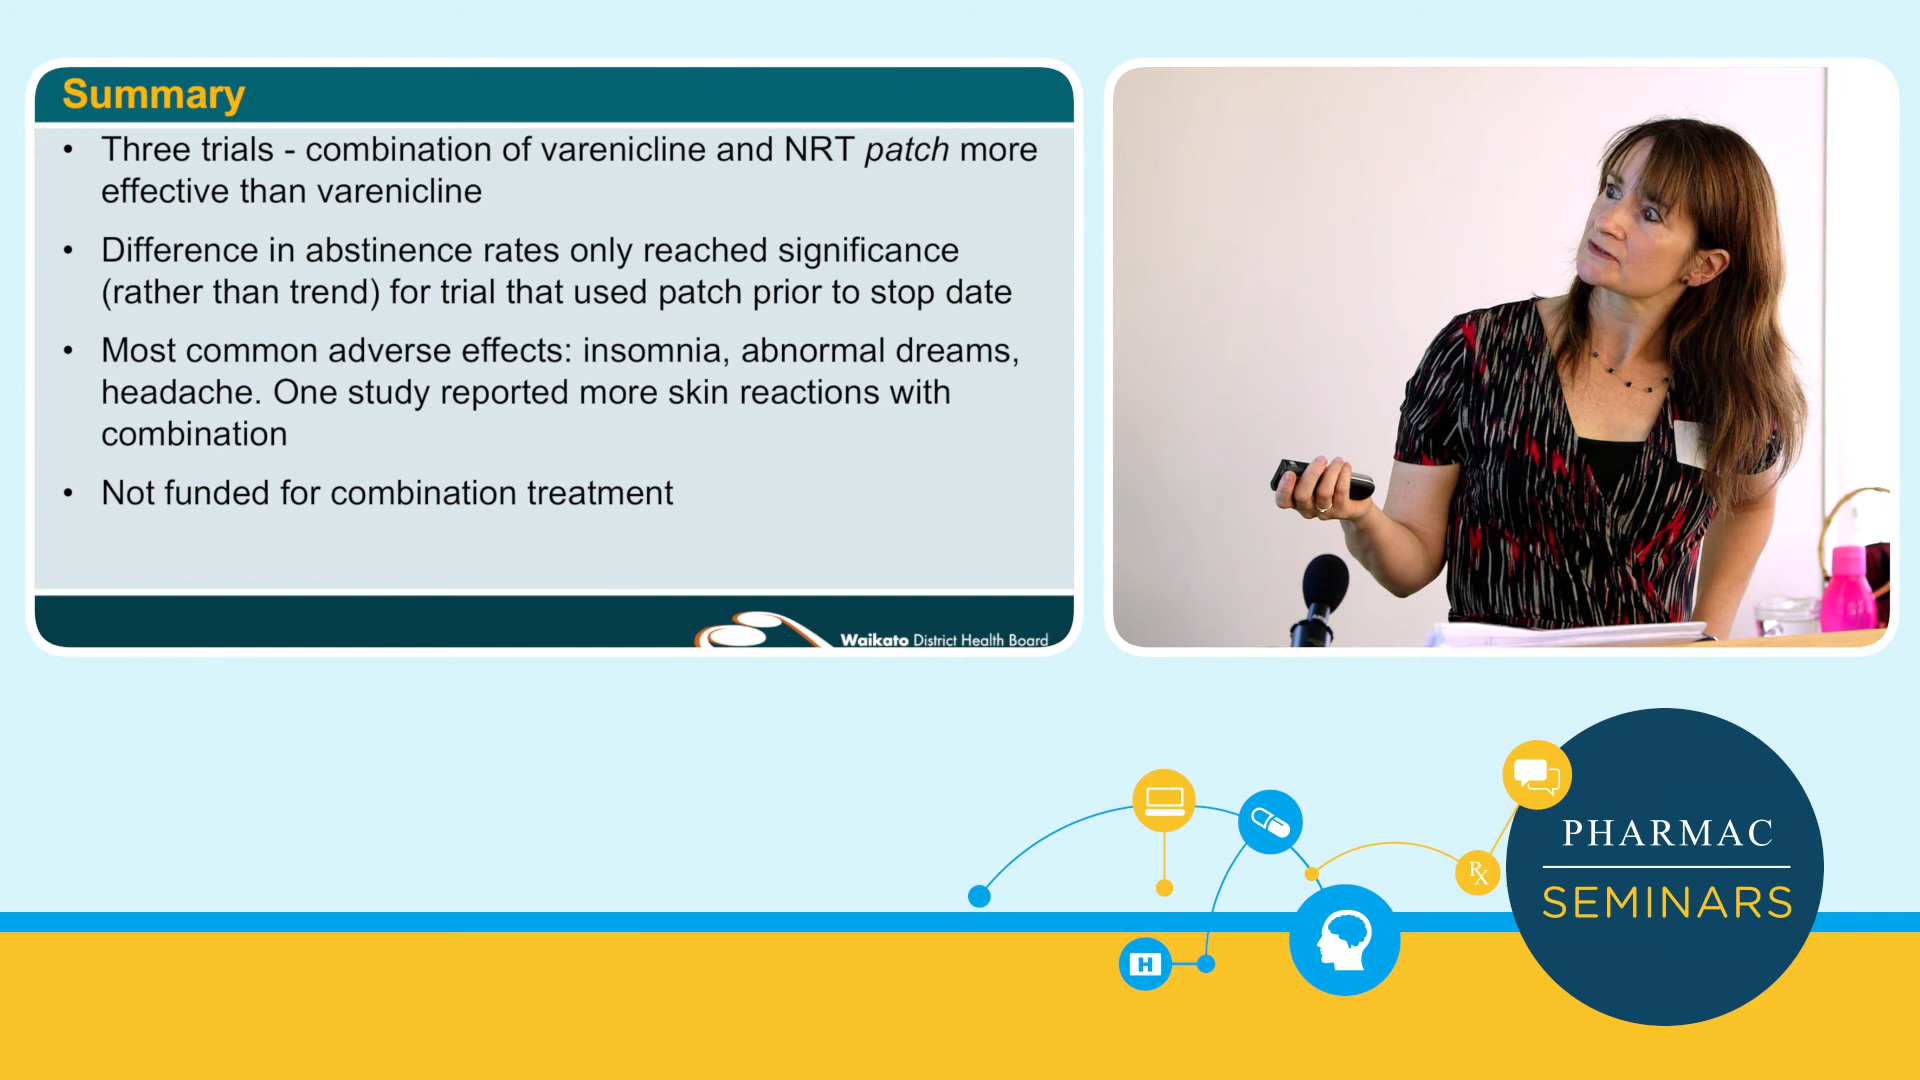 Summary
• Three trials - combination of varenicline and NRT patch more
effective than varenicline
• Difference in abstinence rates only reached significance
(rather than trend) for trial that used patch prior to stop date
• Most common adverse effects: insomnia, abnormal dreams,
headache. One study reported more skin reactions with
combination
• Not funded for combination treatment
Waikato District Health Board
PHARMAC
SEMINARS
Rx
H